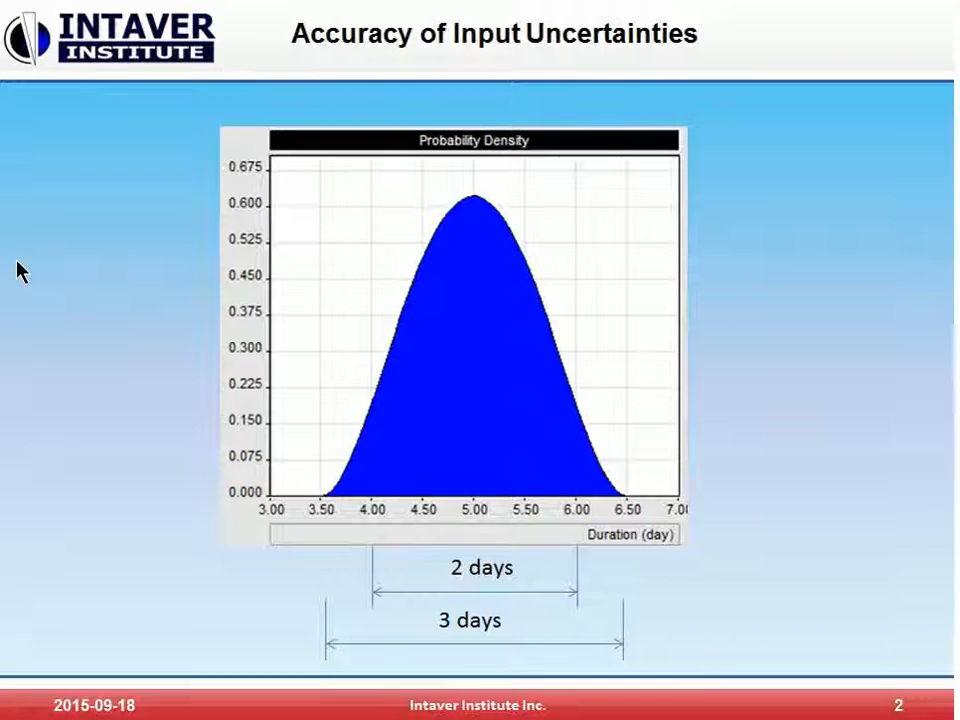 INTAVER
INSTITUTE
Accuracy of Input Uncertainties
Probability Density
0.675
0.600
0.525
0.450
0.375
0.300
0.225
0.150
0.075
0.000
3.00 3.50 4.00 4.50 5.00 5.50 6.00 6.50 7.00
Duration (day)
2 days
3 days
2015-09-18 Intaver Institute Inc. 2